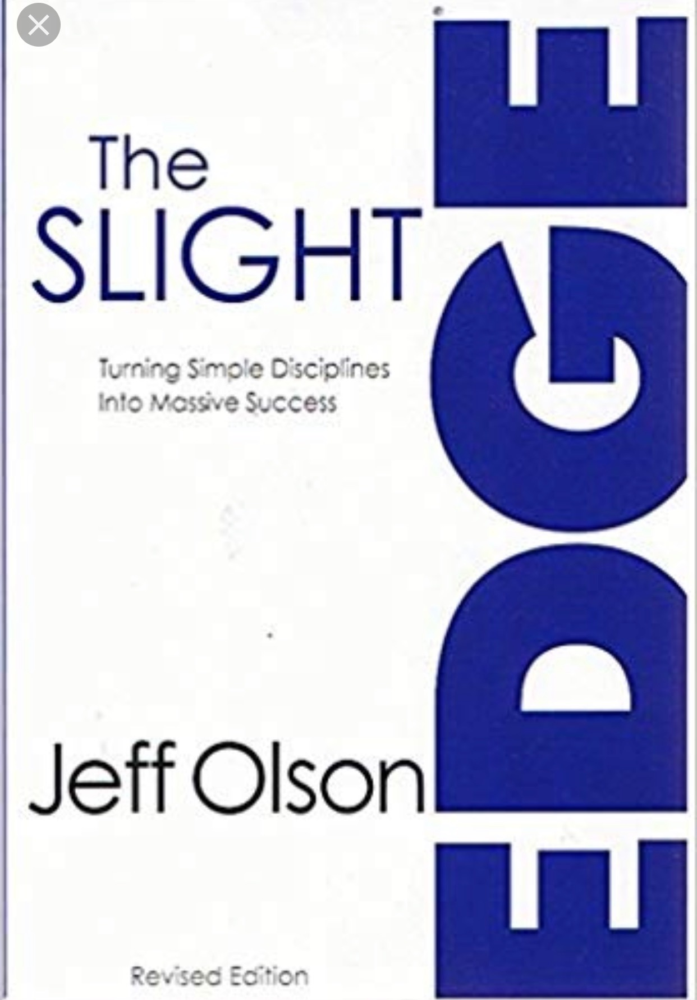 The
SLIGHT
EDGE
Turning Simple Disciplines
Into Massive Success
Jeff Olson
Revised Edition